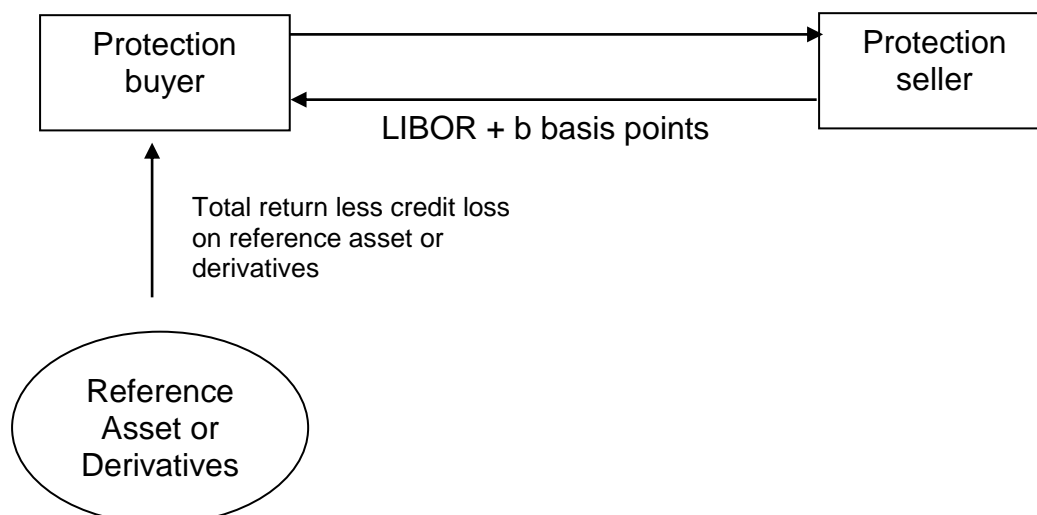 Protection
buyer
Protection
seller
LIBOR + b basis points
Total return less credit loss
on reference asset or
derivatives
Reference
Asset or
Derivatives